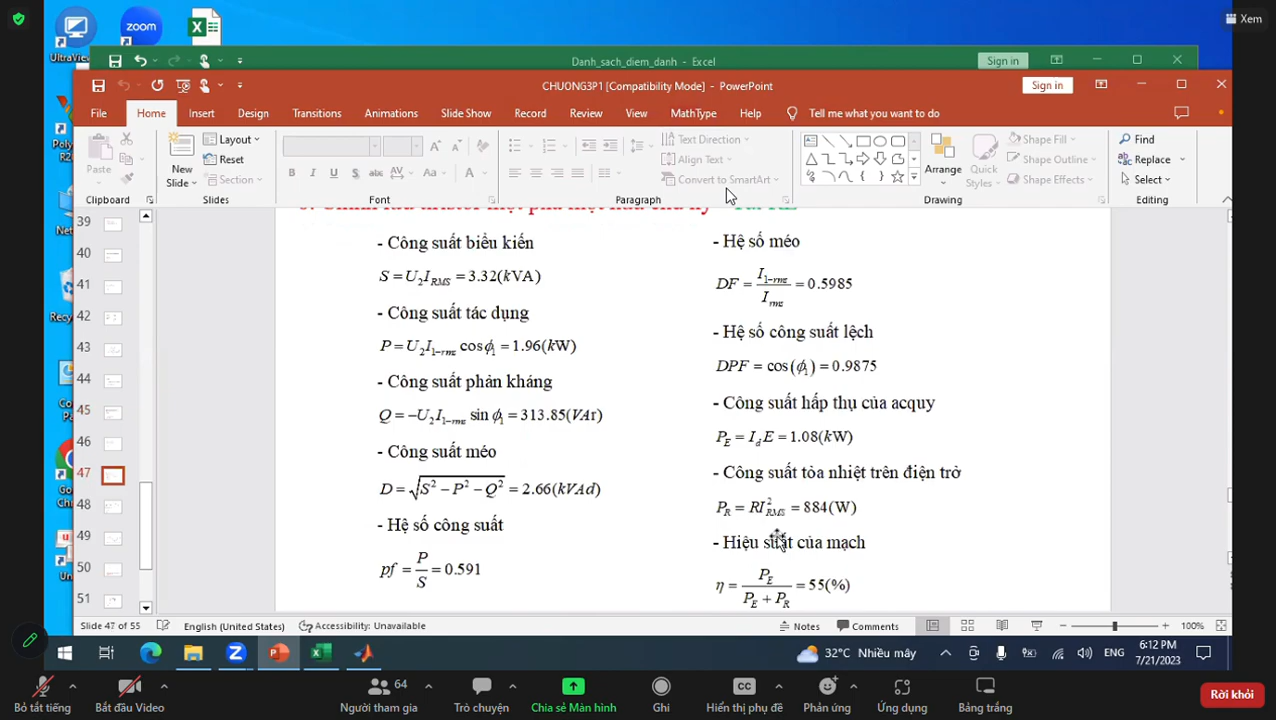 Xem
UltraView
zoom
Danh_sach_diem_danh - Excel
Sign in
CHUONG3P1 [Compatibility Mode] - PowerPoint
Sign in
File Home Insert Design Transitions Animations Slide Show Record Review View MathType Help Tell me what you want to do
Paste
New Slide
Layout
Reset
Section
Text Direction
Align Text
Convert to SmartArt
Arrange
Quick Styles
Shape Fill
Shape Outline
Shape Effects
Find
Replace
Select
Clipboard Slides Font Paragraph Drawing Editing
39
40
41
42
43
44
45
46
47
48
49
50
51
- Công suất biểu kiến
S = U₂I_RMS = 3.32(kVA)
- Công suất tác dụng
P = U₂I_1-rms cos ϕ₁ = 1.96(kW)
- Công suất phản kháng
Q = -U₂I_1-rms sin ϕ₁ = 313.85(VAr)
- Công suất méo
D = √(S² - P² - Q²) = 2.66(kVAd)
- Hệ số công suất
pf = P/S = 0.591
- Hệ số méo
DF = I_1-rms/I_rms = 0.5985
- Hệ số công suất lệch
DPF = cos(ϕ₁) = 0.9875
- Công suất hấp thụ của acquy
P_E = I_d E = 1.08(kW)
- Công suất tỏa nhiệt trên điện trở
P_R = RI²_RMS = 884(W)
- Hiệu suất của mạch
η = P_E/(P_E + P_R) = 55(%)
Slide 47 of 55 English (United States) Accessibility: Unavailable Notes Comments 100%
32°C Nhiều mây
ENG
6:12 PM
7/21/2023
Bỏ tắt tiếng
Bắt đầu Video
64
Người tham gia
Trò chuyện
Chia sẻ Màn hình
Ghi
CC
Hiển thị phụ đề
Phản ứng
Ứng dụng
Bảng trắng
Rời khỏi